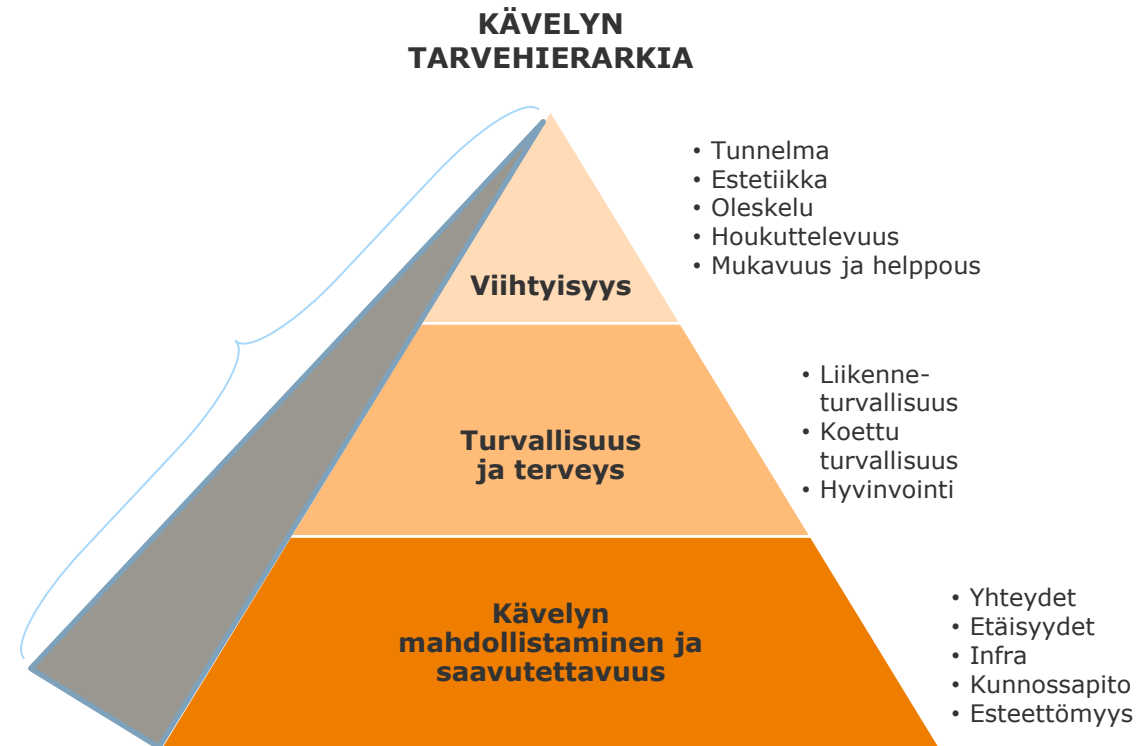 KÄVELYN
TARVEHIERARKIA
• Tunnelma
• Estetiikka
• Oleskelu
• Houkuttelevuus
• Mukavuus ja helppous
Viihtyisyys
• Liikenne-
turvallisuus
• Koettu
turvallisuus
• Hyvinvointi
Turvallisuus
ja terveys
• Yhteydet
• Etäisyydet
• Infra
• Kunnossapito
• Esteettömyys
Kävelyn
mahdollistaminen ja
saavutettavuus